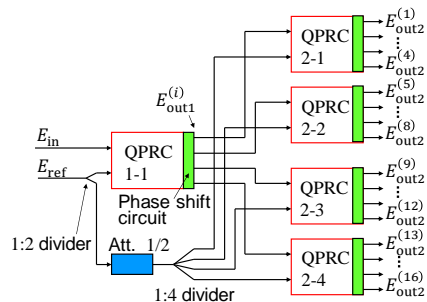 QPRC
2-1
E_out2^(1)
E_out2^(4)
E_out1^(i)
QPRC
2-2
E_out2^(5)
E_out2^(8)
E_in
E_ref
QPRC
1-1
Phase shift
circuit
QPRC
2-3
E_out2^(9)
E_out2^(12)
1:2 divider
Att.
1/2
1:4 divider
QPRC
2-4
E_out2^(13)
E_out2^(16)